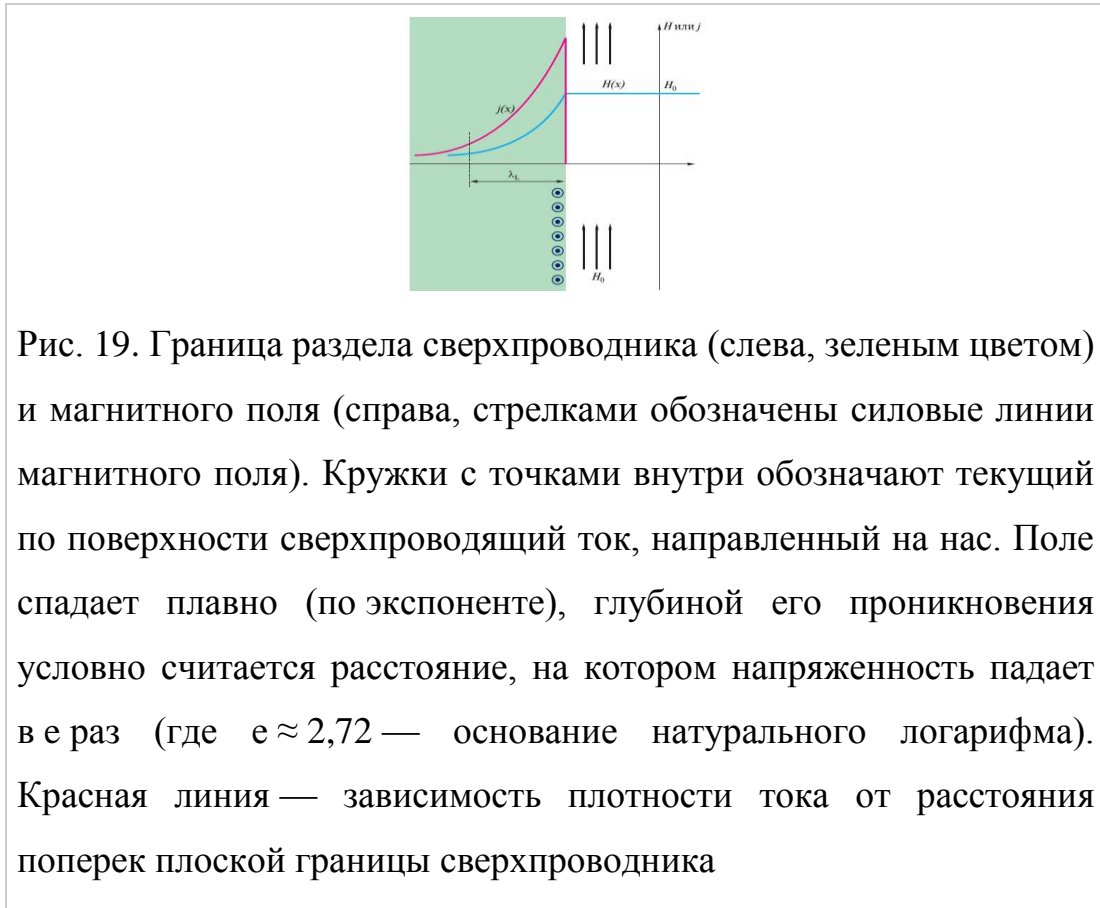 H или j
H(x)
H₀
j(x)
λL
H₀
Рис. 19. Граница раздела сверхпроводника (слева, зеленым цветом)
и магнитного поля (справа, стрелками обозначены силовые линии
магнитного поля). Кружки с точками внутри обозначают текущий
по поверхности сверхпроводящий ток, направленный на нас. Поле
спадает плавно (по экспоненте), глубиной его проникновения
условно считается расстояние, на котором напряженность падает
в е раз (где е ≈ 2,72 — основание натурального логарифма).
Красная линия — зависимость плотности тока от расстояния
поперек плоской границы сверхпроводника